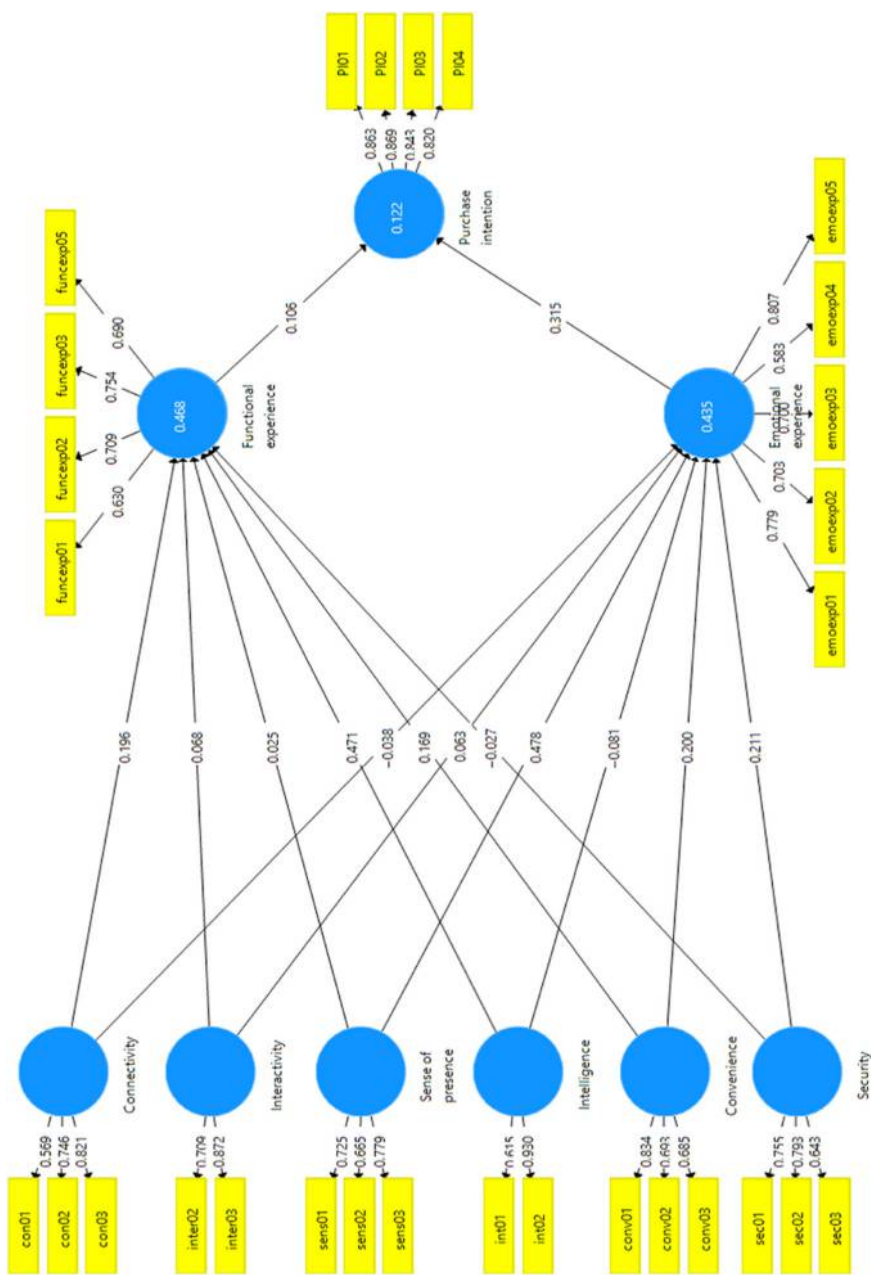 PI01
PI02
PI03
PI04
0.863
0.869
0.843
0.820
0.122
Purchase
intention
funcexp01
funcexp02
funcexp03
funcexp05
0.630
0.709
0.754
0.690
0.468
Functional
experience
0.106
0.315
0.435
Emotional
experience
0.779
0.703
0.700
0.583
0.807
emoexp01
emoexp02
emoexp03
emoexp04
emoexp05
0.196
0.068
0.025
0.471
−0.038
0.169
0.063
−0.027
0.478
−0.081
0.200
0.211
Connectivity
Interactivity
Sense of
presence
Intelligence
Convenience
Security
0.569
0.746
0.821
0.709
0.872
0.725
0.665
0.779
0.615
0.930
0.834
0.693
0.685
0.755
0.793
0.643
con01
con02
con03
inter02
inter03
sens01
sens02
sens03
int01
int02
conv01
conv02
conv03
sec01
sec02
sec03